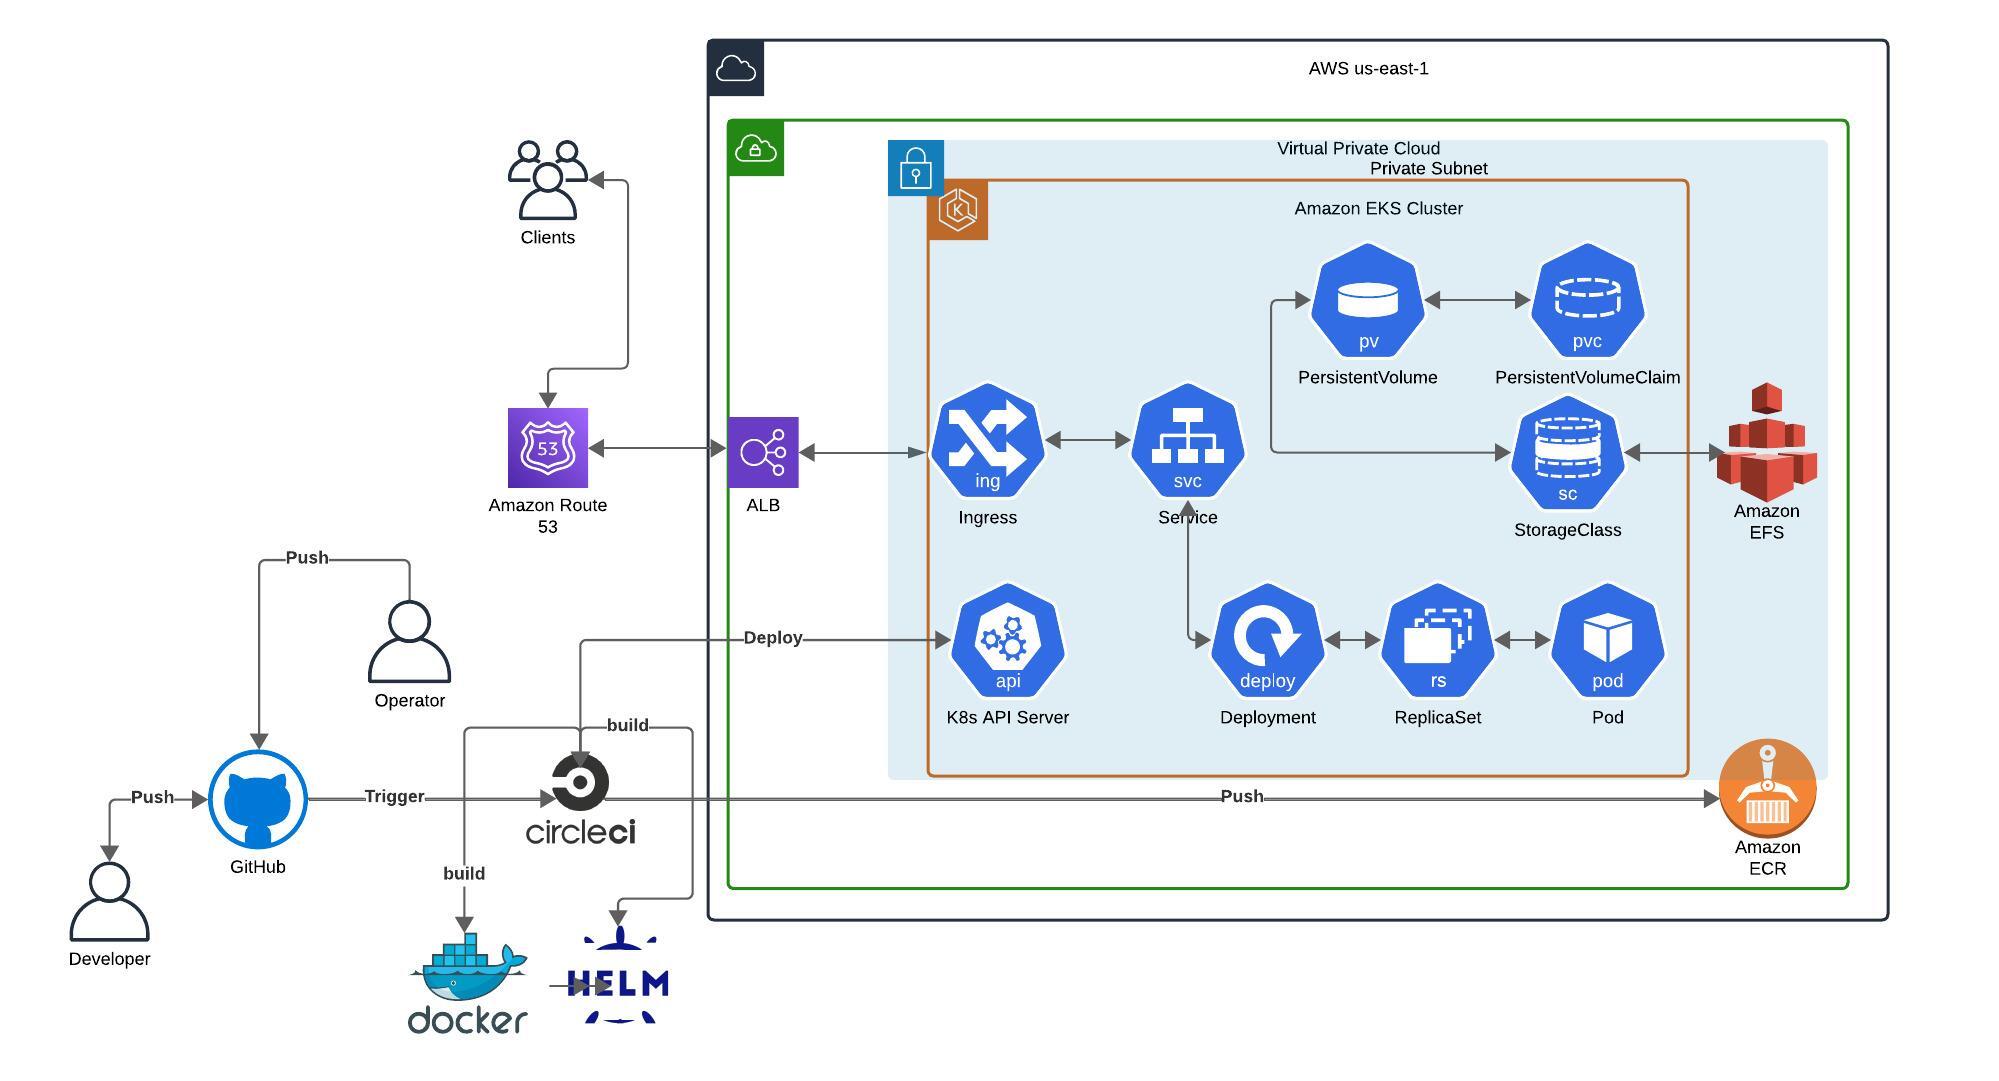 AWS us-east-1
Virtual Private Cloud
Private Subnet
Amazon EKS Cluster
Clients
pv
pvc
PersistentVolume
PersistentVolumeClaim
53
Amazon Route
53
ALB
ing
Ingress
svc
Service
sc
StorageClass
Amazon
EFS
Push
Operator
Deploy
api
K8s API Server
deploy
Deployment
rs
ReplicaSet
pod
Pod
build
Push
GitHub
Trigger
circleci
Push
Amazon
ECR
build
Developer
docker
HELM
K